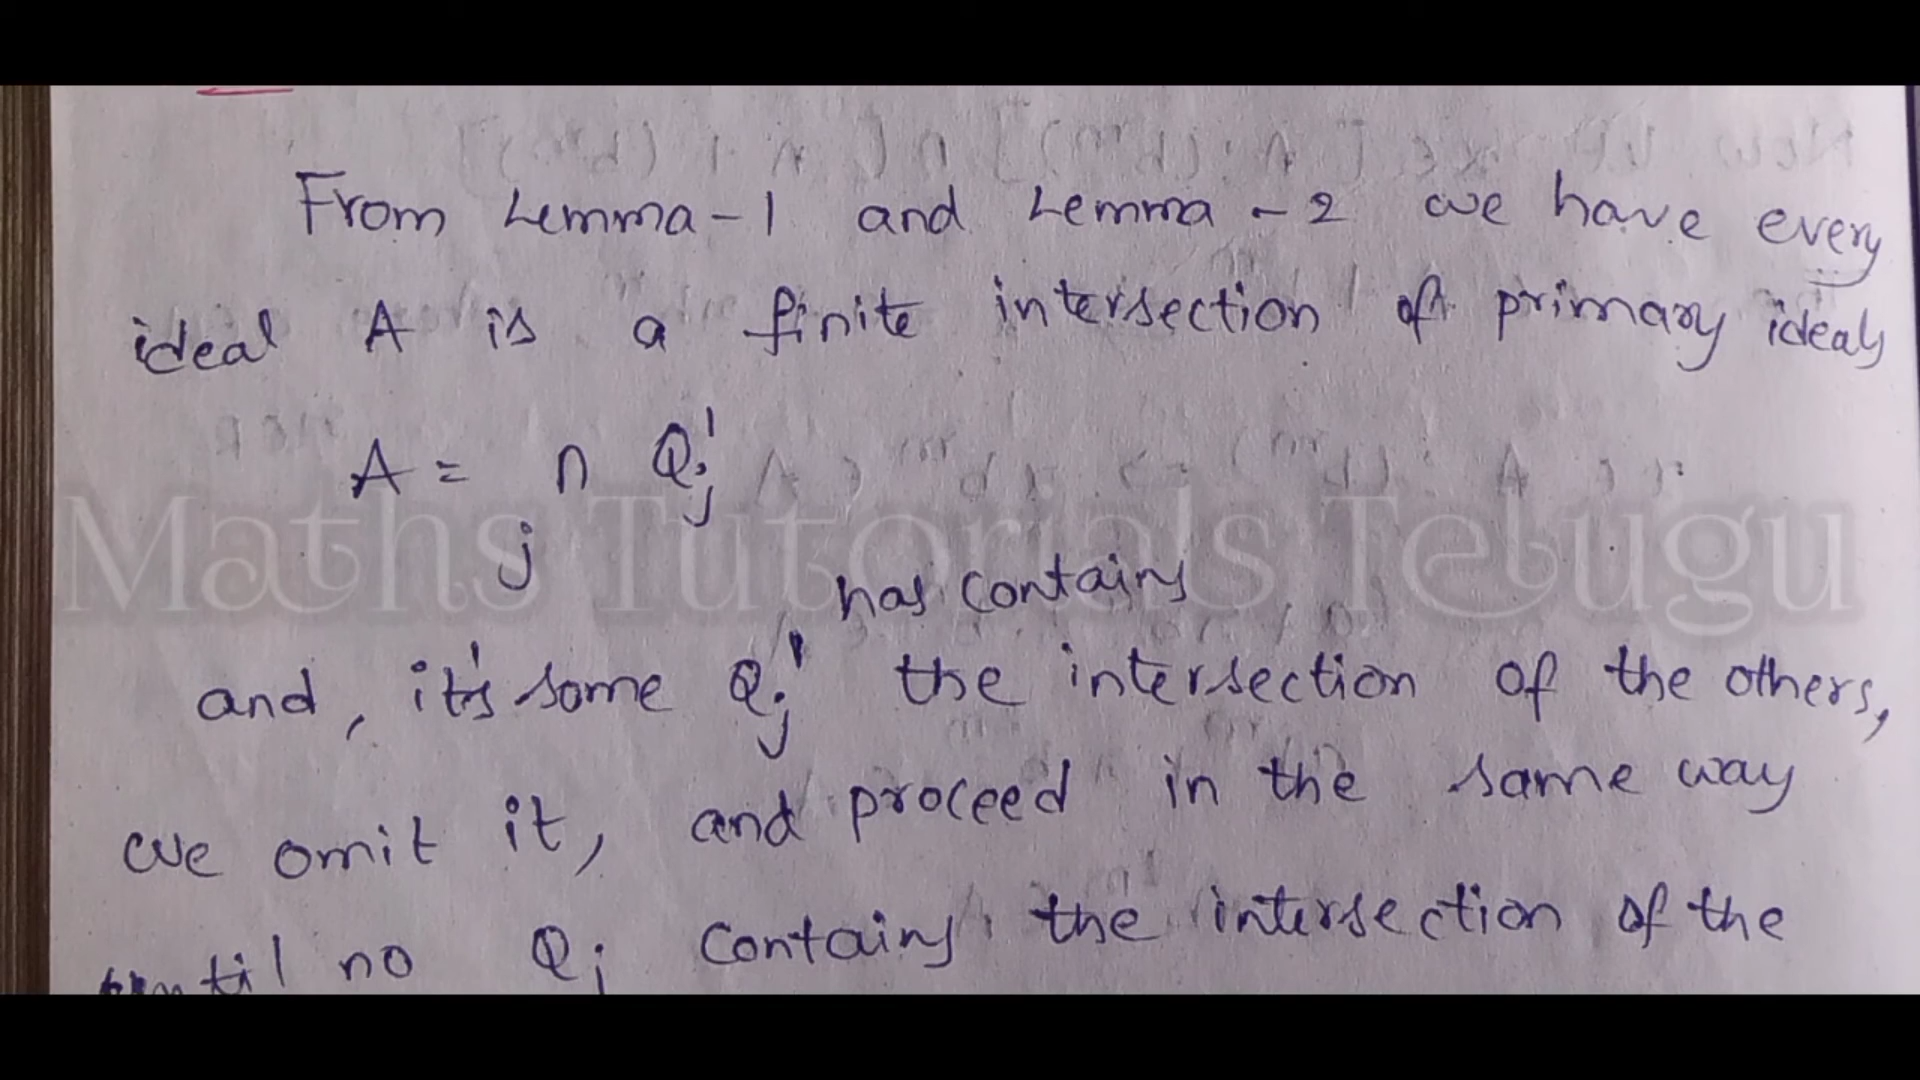 From Lemma-1 and Lemma-2 we have every
ideal A is a finite intersection of primary ideals
A = ∩ Q'j
j
has contains
and, it's some Q'j the intersection of the others,
we omit it, and proceed in the same way
until no Qj contains the intersection of the
Maths Tutorials Telugu